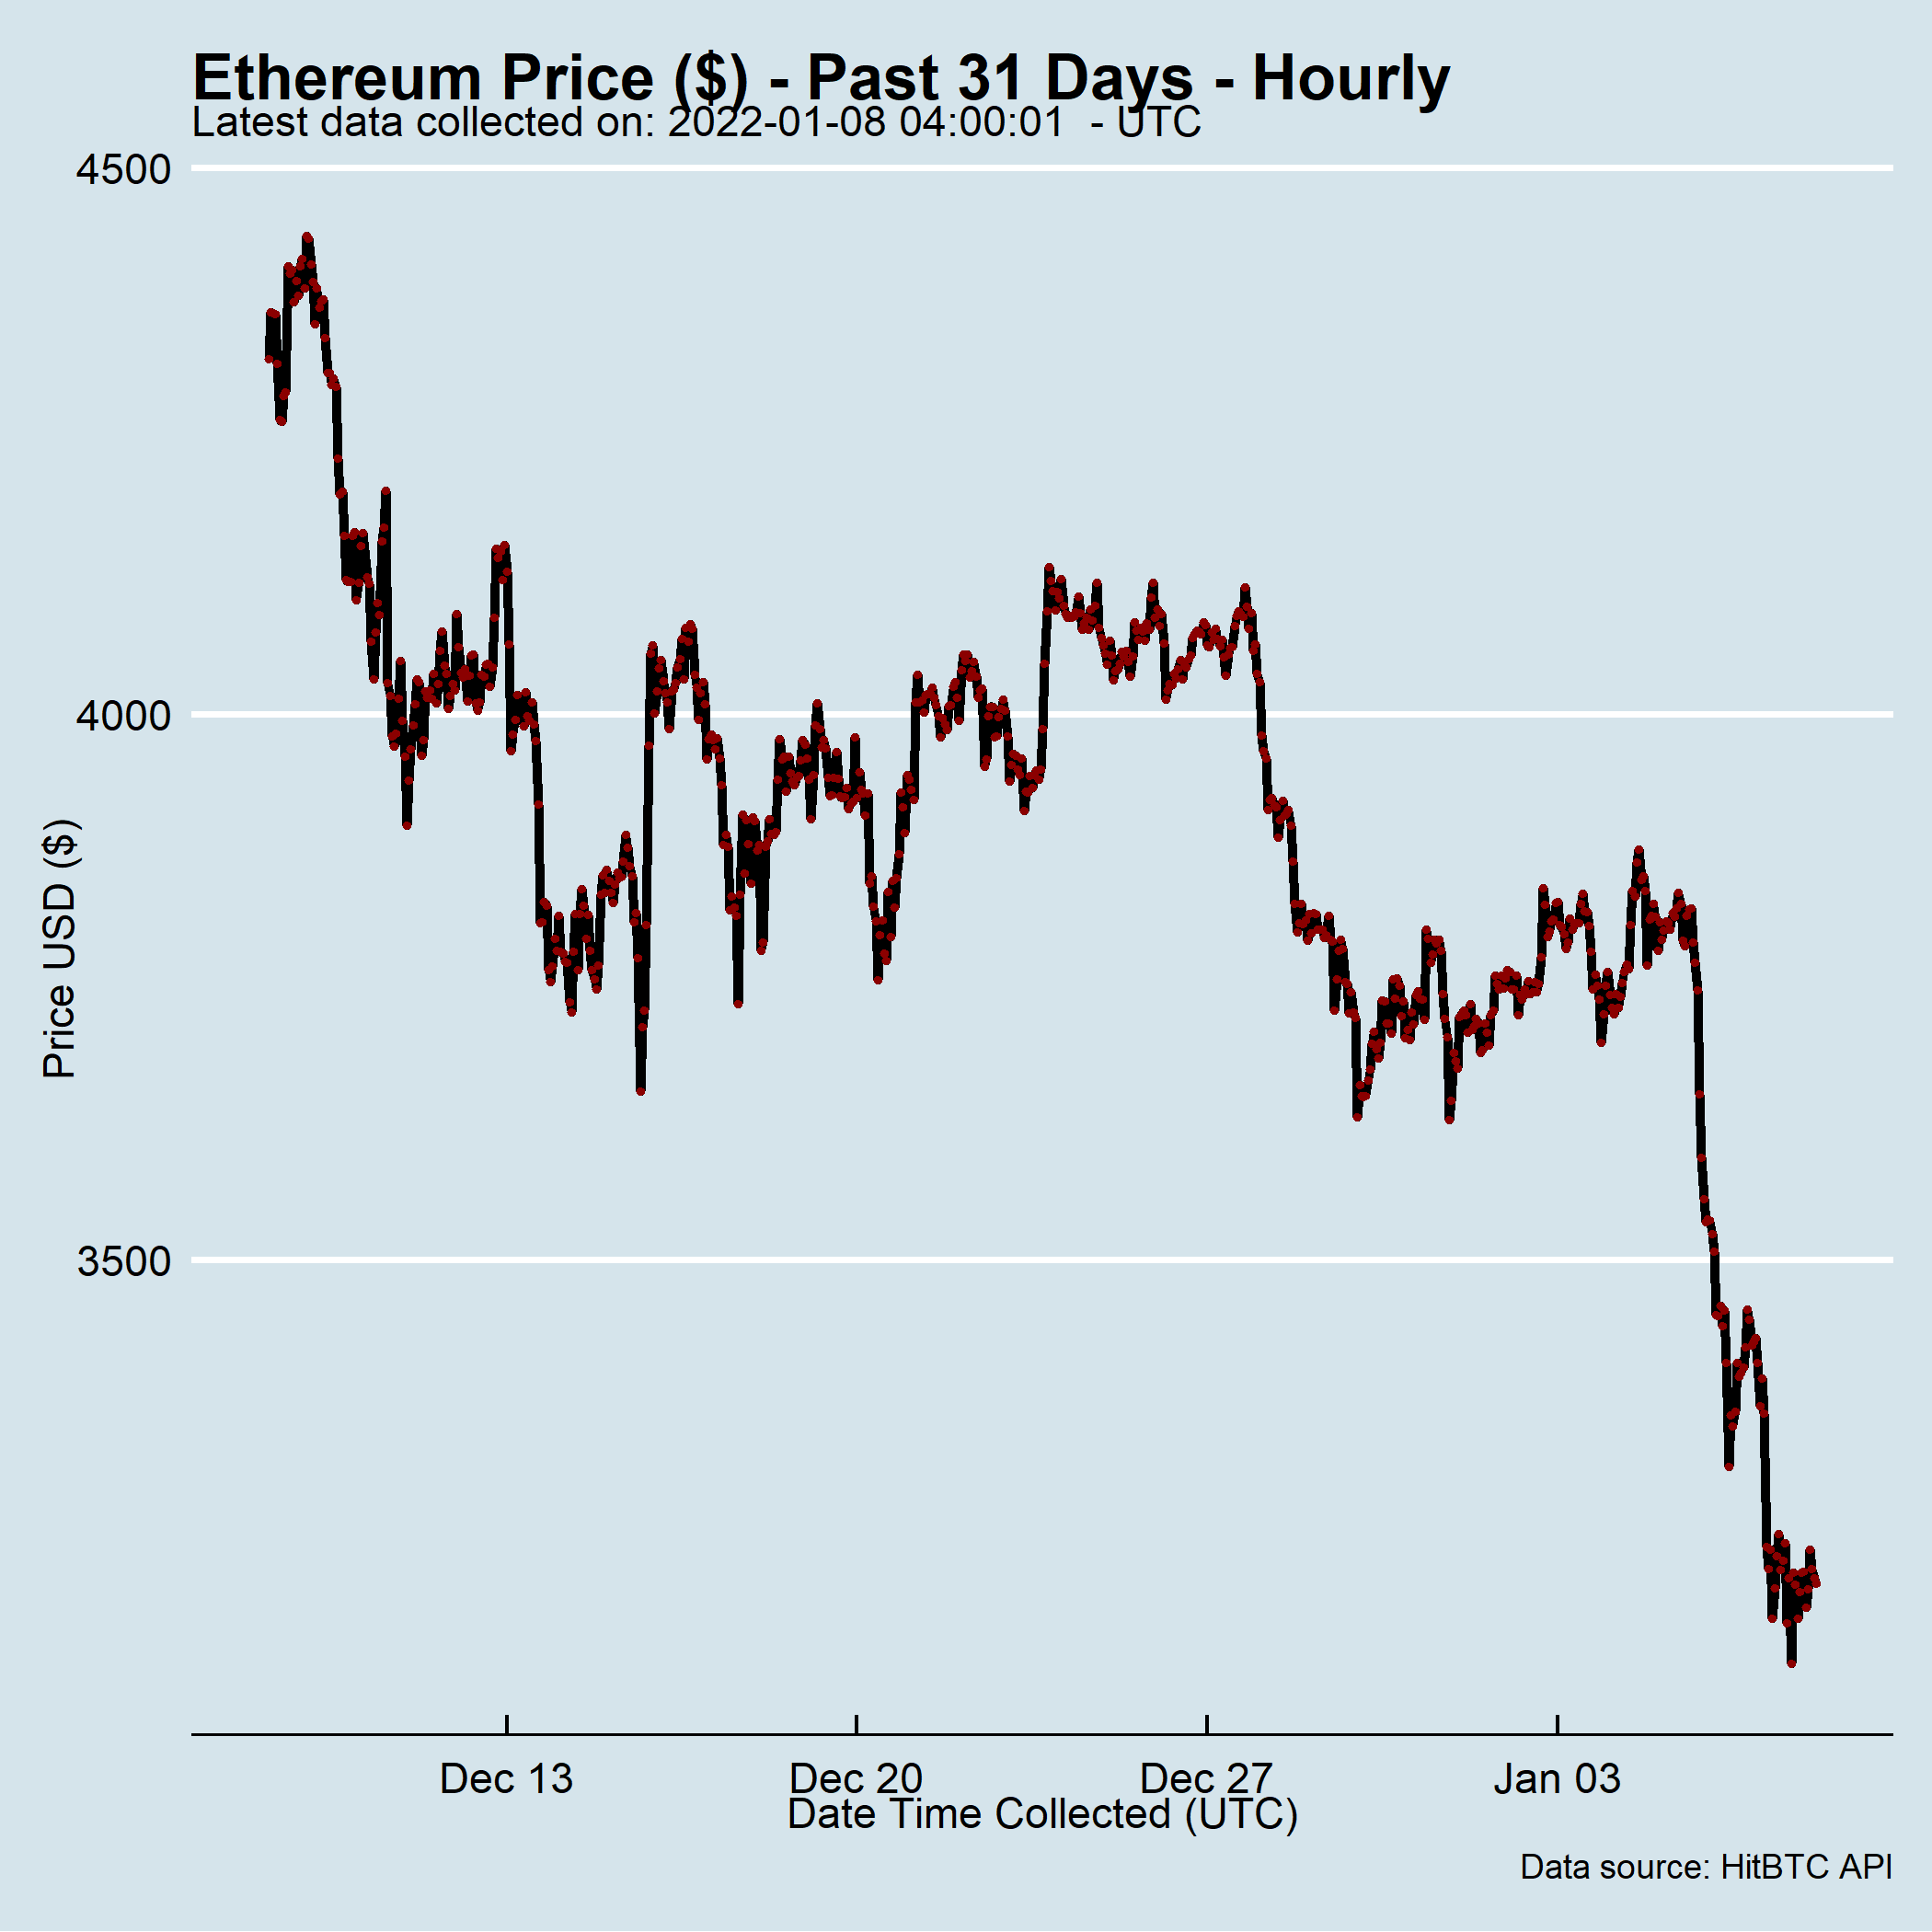 Ethereum Price ($) - Past 31 Days - Hourly
Latest data collected on: 2022-01-08 04:00:01  - UTC
4500
4000
3500
Price USD ($)
Dec 13
Dec 20
Dec 27
Jan 03
Date Time Collected (UTC)
Data source: HitBTC API